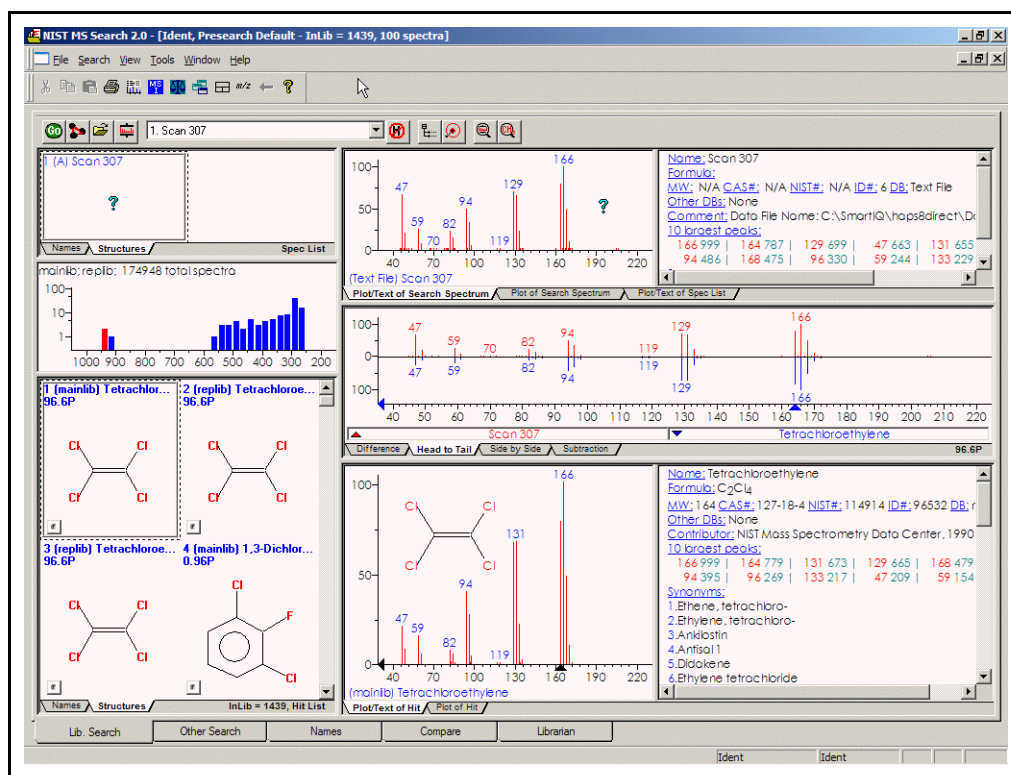 NIST MS Search 2.0 - [Ident, Presearch Default - InLib = 1439, 100 spectra]
File Search View Tools Window Help
m/z
1. Scan 307
1 (A) Scan 307
?
Names Structures Spec List
mainlib; replib; 174948 total spectra
100
10
1
1000 900 800 700 600 500 400 300 200
1 (mainlib) Tetrachlor...
96.6P
Cl Cl
Cl Cl
2 (replib) Tetrachloroe...
96.6P
Cl Cl
Cl Cl
3 (replib) Tetrachloroe...
96.6P
Cl Cl
Cl Cl
4 (mainlib) 1,3-Dichlor...
0.96P
Cl
F
Cl
Names Structures InLib = 1439, Hit List
100
50
0
47 59 70 82 94 119 129 166
?
40 70 100 130 160 190 220
(Text File) Scan 307
Plot/Text of Search Spectrum Plot of Search Spectrum Plot/Text of Spec List
Name: Scan 307
Formula:
MW: N/A CAS#: N/A NIST#: N/A ID#: 6 DB: Text File
Other DBs: None
Comment: Data File Name: C:\SmartIQ\haps8direct\Da
10 largest peaks:
166 999 | 164 787 | 129 699 | 47 663 | 131 655
94 486 | 168 475 | 96 330 | 59 244 | 133 229
100
50
0
50
100
47 59 70 82 94 119 129 166
47 59 82 94 119 129 166
40 50 60 70 80 90 100 110 120 130 140 150 160 170 180 190 200 210 220
Scan 307 Tetrachloroethylene
Difference Head to Tail Side by Side Subtraction 96.6P
100
50
0
Cl Cl
Cl Cl
47 59 82 94 119 131 166
40 70 100 130 160 190 220
(mainlib) Tetrachloroethylene
Plot/Text of Hit Plot of Hit
Name: Tetrachloroethylene
Formula: C2Cl4
MW: 164 CAS#: 127-18-4 NIST#: 114914 ID#: 96532 DB: r
Other DBs: None
Contributor: NIST Mass Spectrometry Data Center, 1990
10 largest peaks:
166 999 | 164 779 | 131 673 | 129 665 | 168 479
94 395 | 96 269 | 133 217 | 47 209 | 59 154
Synonyms:
1.Ethene, tetrachloro-
2.Ethylene, tetrachloro-
3.Ankilostin
4.Antisal 1
5.Didakene
6.Ethylene tetrachloride
Lib. Search Other Search Names Compare Librarian
Ident Ident